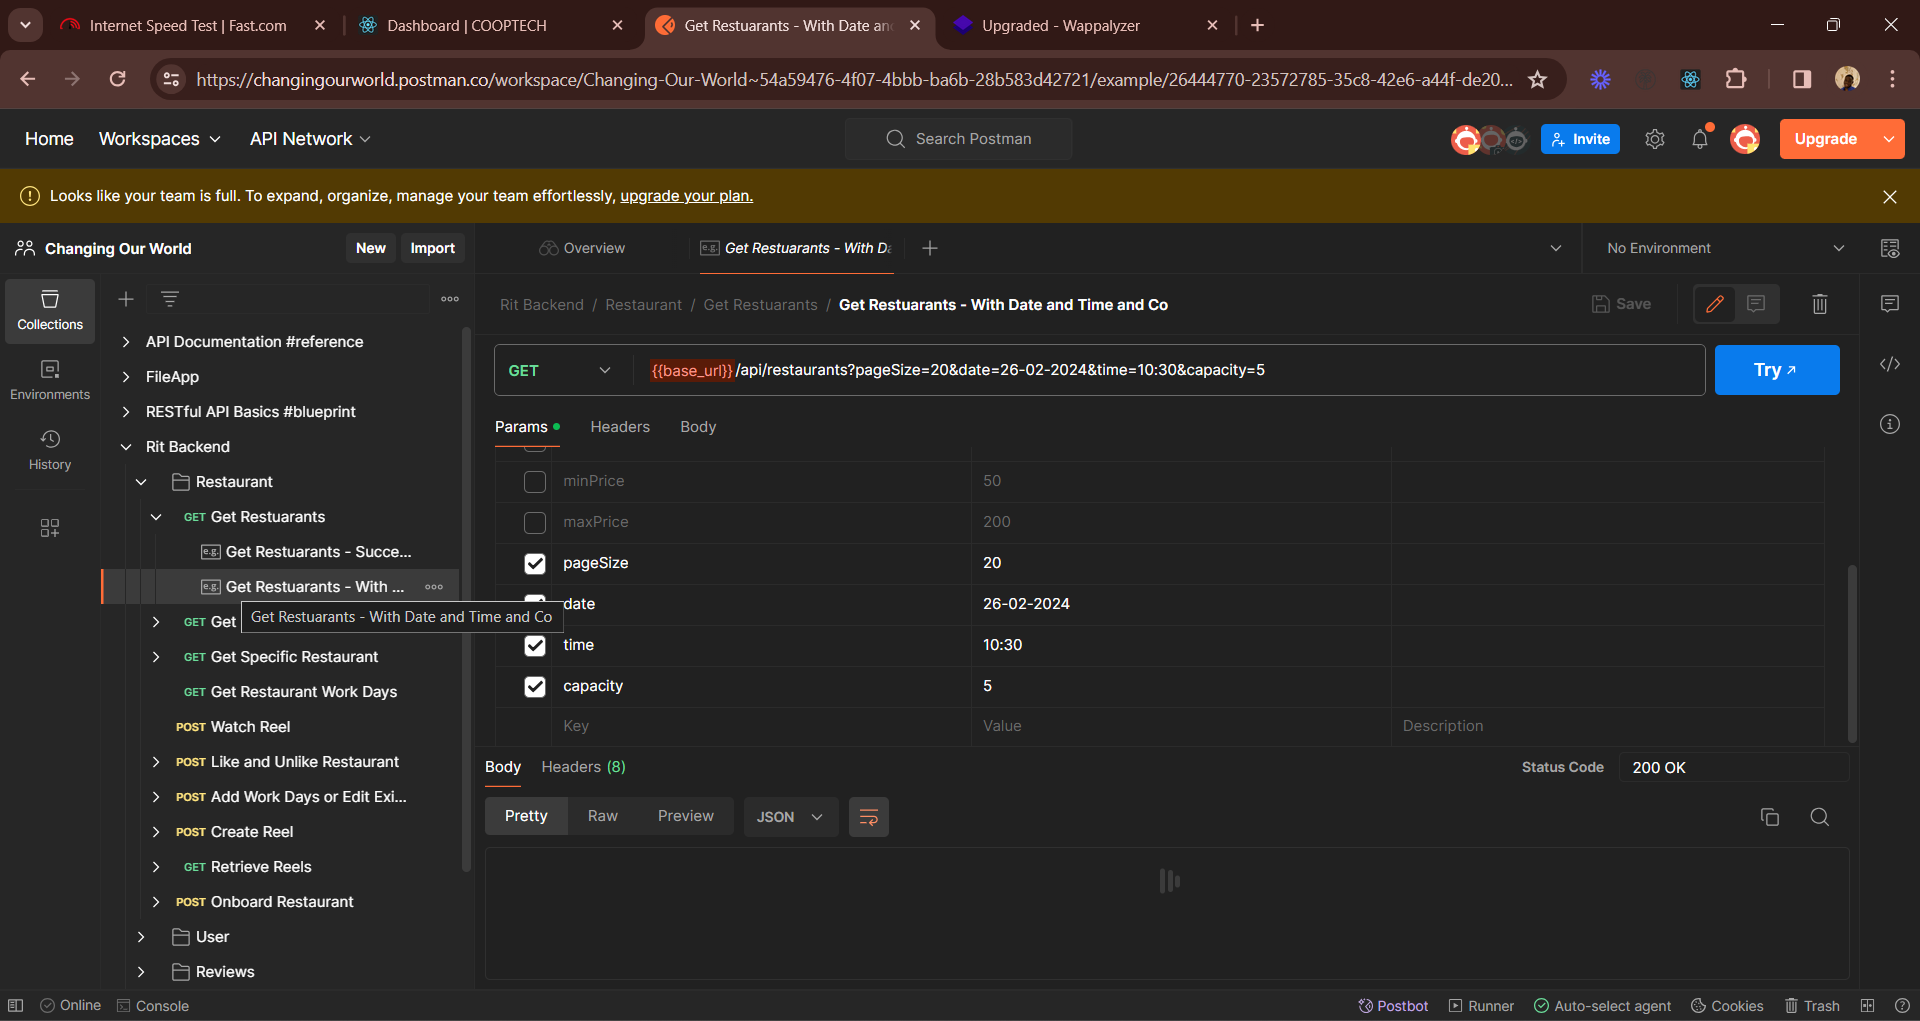 Internet Speed Test | Fast.com
Dashboard | COOPTECH
Get Restuarants - With Date an
Upgraded - Wappalyzer
https://changingourworld.postman.co/workspace/Changing-Our-World~54a59476-4f07-4bbb-ba6b-28b583d42721/example/26444770-23572785-35c8-42e6-a44f-de20...
Home
Workspaces
API Network
Search Postman
Invite
Upgrade
Looks like your team is full. To expand, organize, manage your team effortlessly, upgrade your plan.
Changing Our World
New
Import
Overview
e.g. Get Restuarants - With Da
No Environment
Collections
Environments
History
API Documentation #reference
FileApp
RESTful API Basics #blueprint
Rit Backend
Restaurant
GET Get Restuarants
e.g. Get Restuarants - Succe...
e.g. Get Restuarants - With ...
Get Restuarants - With Date and Time and Co
GET Get
GET Get Specific Restaurant
GET Get Restaurant Work Days
POST Watch Reel
POST Like and Unlike Restaurant
POST Add Work Days or Edit Exi...
POST Create Reel
GET Retrieve Reels
POST Onboard Restaurant
User
Reviews
Rit Backend / Restaurant / Get Restuarants / Get Restuarants - With Date and Time and Co
Save
GET
{{base_url}}/api/restaurants?pageSize=20&date=26-02-2024&time=10:30&capacity=5
Try
Params
Headers
Body
minPrice 50
maxPrice 200
pageSize 20
date 26-02-2024
time 10:30
capacity 5
Key Value Description
Body
Headers (8)
Status Code
200 OK
Pretty
Raw
Preview
JSON
Online
Console
Postbot
Runner
Auto-select agent
Cookies
Trash